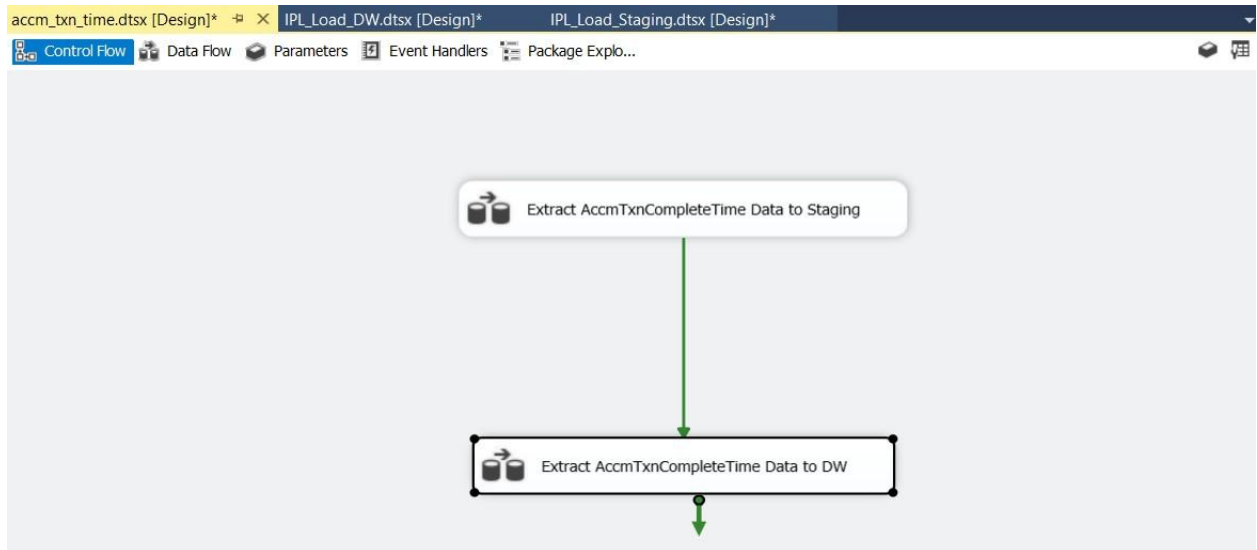 accm_txn_time.dtsx [Design]* IPL_Load_DW.dtsx [Design]* IPL_Load_Staging.dtsx [Design]*
Control Flow Data Flow Parameters Event Handlers Package Explo...
Extract AccmTxnCompleteTime Data to Staging
Extract AccmTxnCompleteTime Data to DW